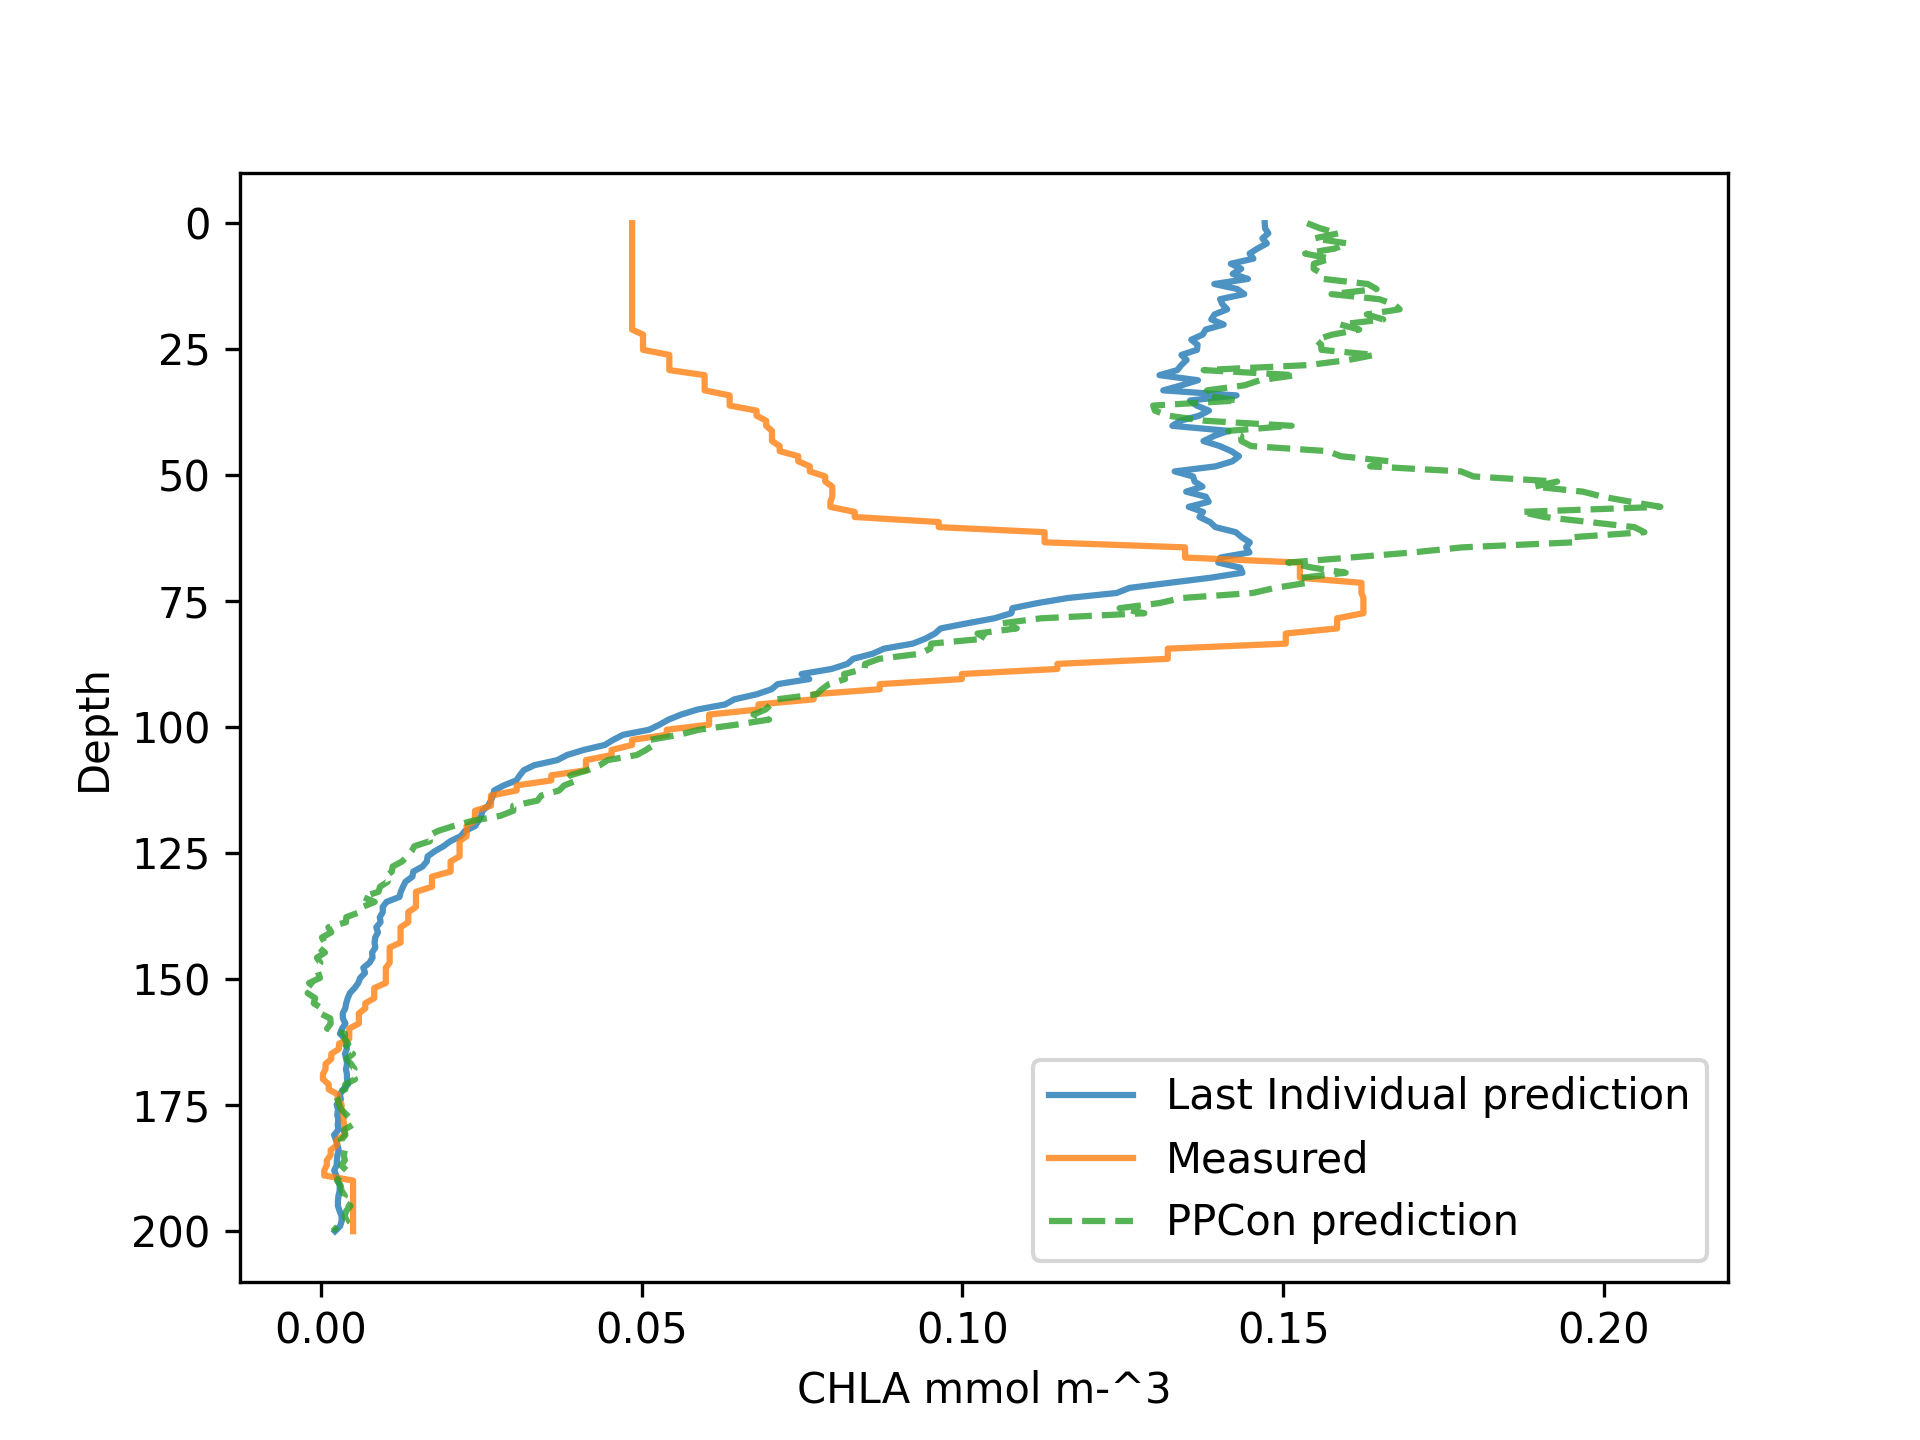 0
25
50
75
100
125
150
175
200
Depth
0.00 0.05 0.10 0.15 0.20
CHLA mmol m-^3
Last Individual prediction
Measured
PPCon prediction